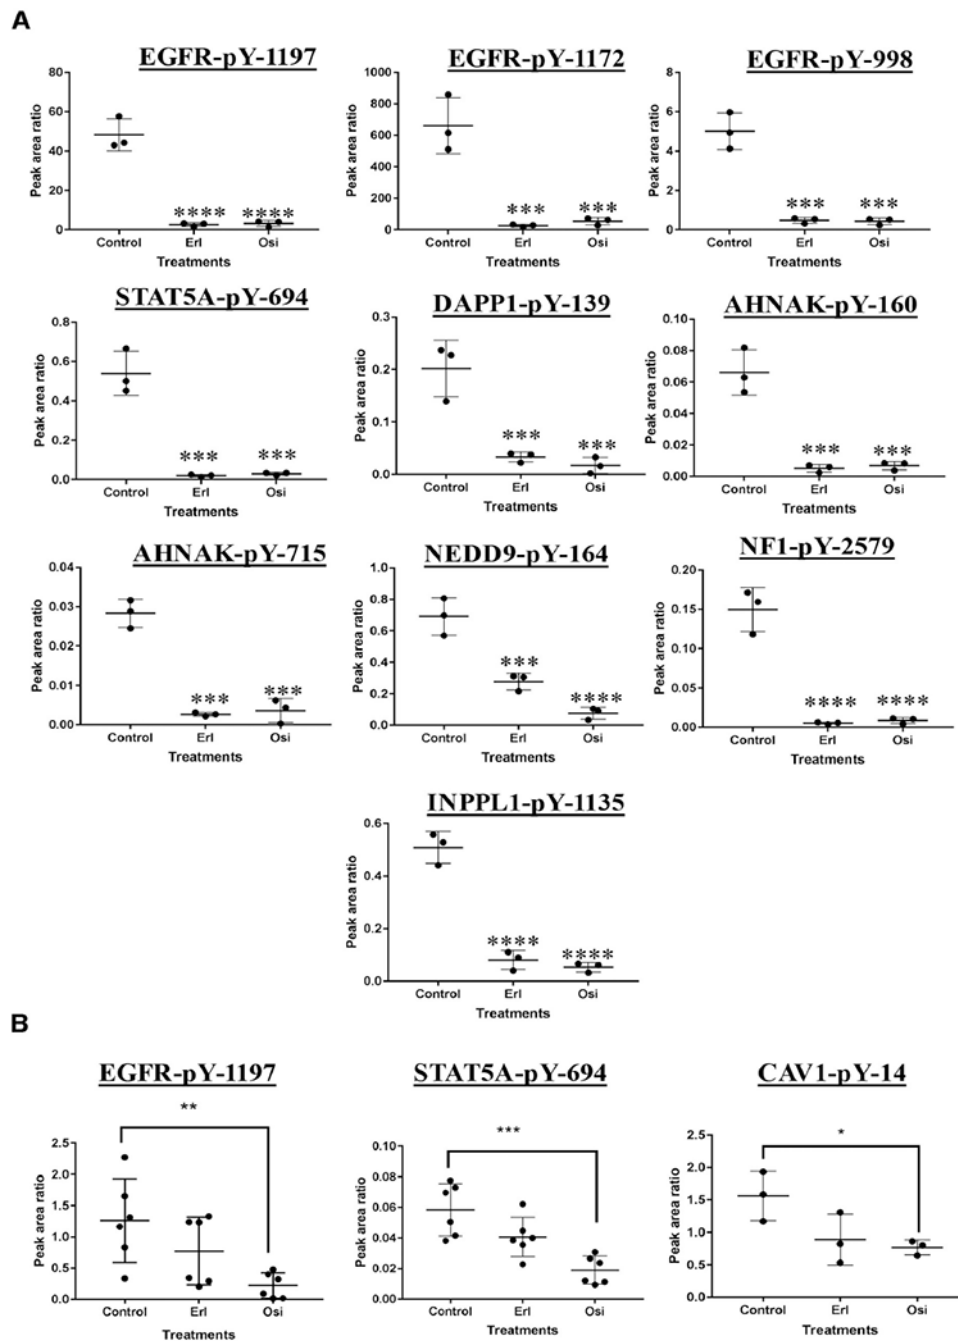 A
EGFR-pY-1197
EGFR-pY-1172
EGFR-pY-998
80
60
40
20
0
Peak area ratio
**** ****
Control Erl Osi
Treatments
1000
800
600
400
200
0
Peak area ratio
*** ***
Control Erl Osi
Treatments
8
6
4
2
0
Peak area ratio
*** ***
Control Erl Osi
Treatments
STAT5A-pY-694
DAPP1-pY-139
AHNAK-pY-160
0.8
0.6
0.4
0.2
0.0
Peak area ratio
*** ***
Control Erl Osi
Treatments
0.3
0.2
0.1
0.0
Peak area ratio
*** ***
Control Erl Osi
Treatments
0.10
0.08
0.06
0.04
0.02
0.00
Peak area ratio
*** ***
Control Erl Osi
Treatments
AHNAK-pY-715
NEDD9-pY-164
NF1-pY-2579
0.04
0.03
0.02
0.01
0.00
Peak area ratio
*** ***
Control Erl Osi
Treatments
1.0
0.8
0.6
0.4
0.2
0.0
Peak area ratio
*** ****
Control Erl Osi
Treatments
0.20
0.15
0.10
0.05
0.00
Peak area ratio
**** ****
Control Erl Osi
Treatments
INPPL1-pY-1135
0.6
0.4
0.2
0.0
Peak area ratio
**** ****
Control Erl Osi
Treatments
B
EGFR-pY-1197
STAT5A-pY-694
CAV1-pY-14
**
2.5
2.0
1.5
1.0
0.5
0.0
Peak area ratio
Control Erl Osi
Treatments
***
0.10
0.08
0.06
0.04
0.02
0.00
Peak area ratio
Control Erl Osi
Treatments
*
2.5
2.0
1.5
1.0
0.5
0.0
Peak area ratio
Control Erl Osi
Treatments